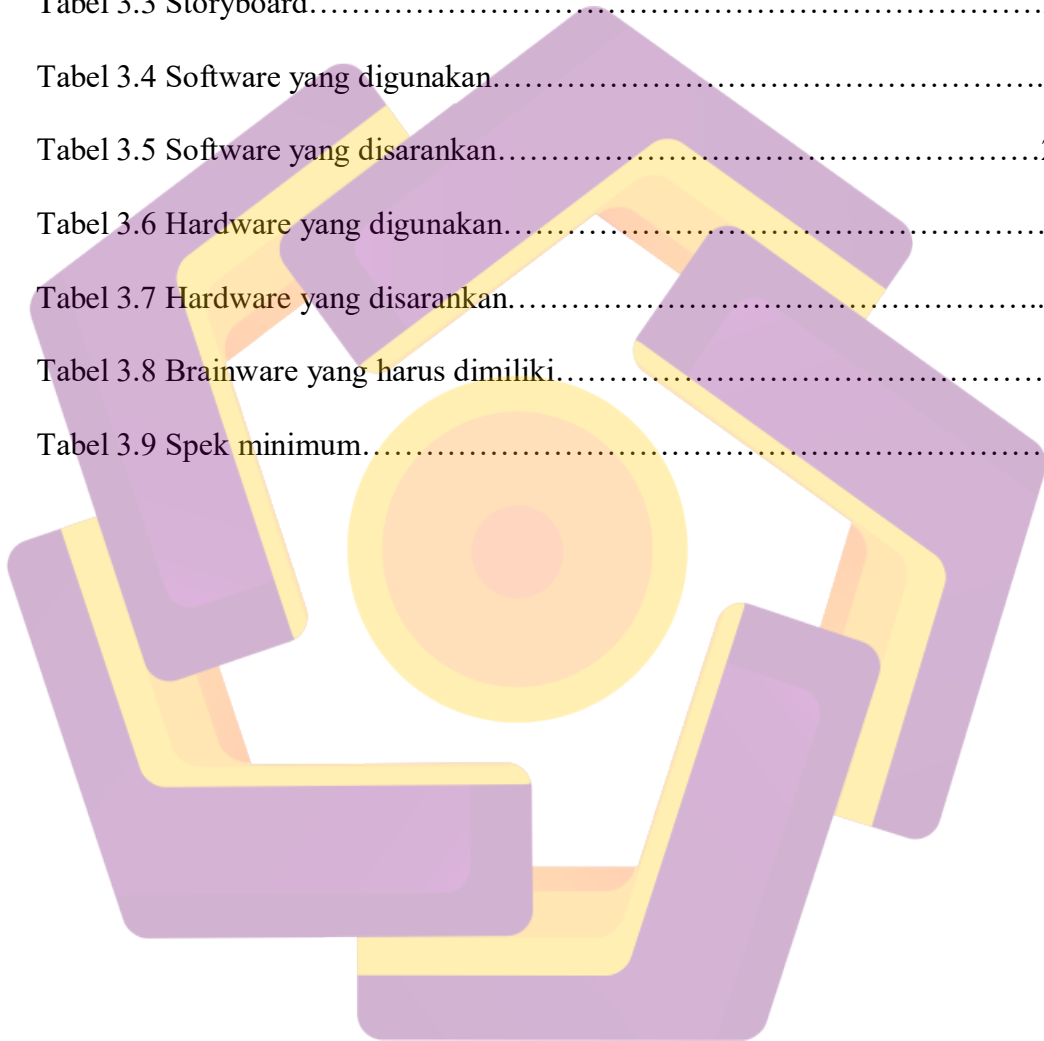 Tabel 3.3 Storyboard…………………………………………………………………
Tabel 3.4 Software yang digunakan……………………………………………….
Tabel 3.5 Software yang disarankan……………………………………………….
Tabel 3.6 Hardware yang digunakan………………………………………………
Tabel 3.7 Hardware yang disarankan……………………………………………..
Tabel 3.8 Brainware yang harus dimiliki…………………………………………
Tabel 3.9 Spek minimum……………………………………………………………